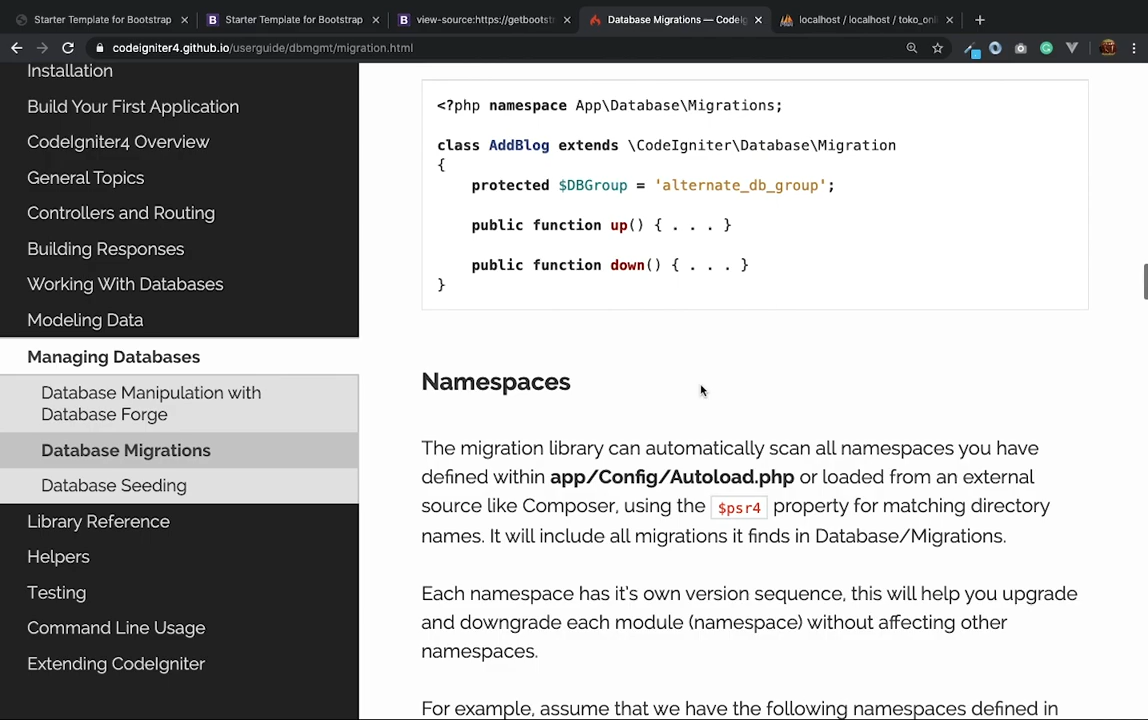 Starter Template for Bootstrap
Starter Template for Bootstrap
view-source:https://getbootst
Database Migrations — CodeIg
localhost / localhost / toko_onl
codeigniter4.github.io/userguide/dbmgmt/migration.html
Installation
Build Your First Application
CodeIgniter4 Overview
General Topics
Controllers and Routing
Building Responses
Working With Databases
Modeling Data
Managing Databases
Database Manipulation with
Database Forge
Database Migrations
Database Seeding
Library Reference
Helpers
Testing
Command Line Usage
Extending CodeIgniter
<?php namespace App\Database\Migrations;
class AddBlog extends \CodeIgniter\Database\Migration
{
protected $DBGroup = 'alternate_db_group';
public function up() { . . . }
public function down() { . . . }
}
Namespaces
The migration library can automatically scan all namespaces you have
defined within app/Config/Autoload.php or loaded from an external
source like Composer, using the $psr4 property for matching directory
names. It will include all migrations it finds in Database/Migrations.
Each namespace has it's own version sequence, this will help you upgrade
and downgrade each module (namespace) without affecting other
namespaces.
For example, assume that we have the following namespaces defined in